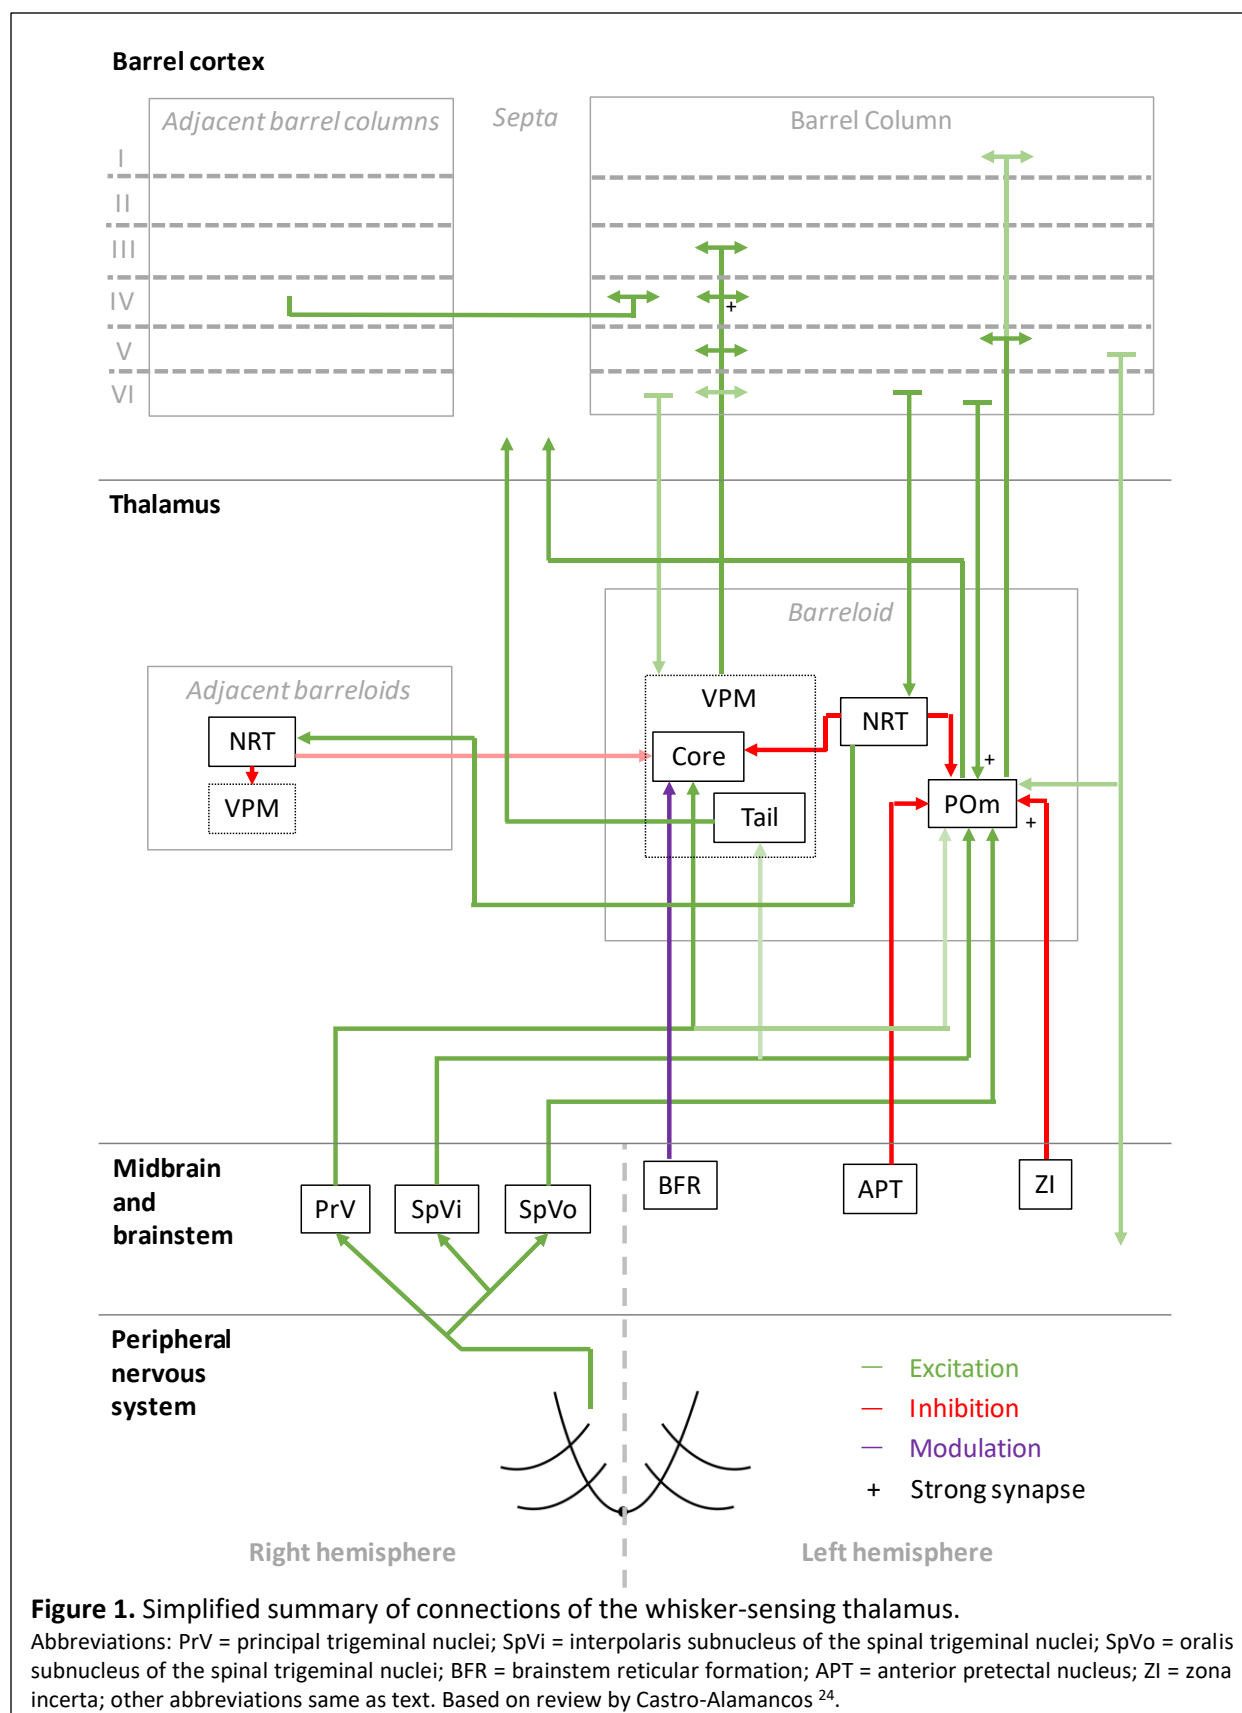 Barrel cortex
Adjacent barrel columns
Septa
Barrel Column
I
II
III
IV
+
V
VI
Thalamus
Barreloid
Adjacent barreloids
VPM
NRT
NRT
Core
+
VPM
Tail
POm
+
Midbrain
and
brainstem
PrV
SpVi
SpVo
BFR
APT
ZI
Peripheral
nervous
system
— Excitation
— Inhibition
— Modulation
+ Strong synapse
Right hemisphere
Left hemisphere
Figure 1. Simplified summary of connections of the whisker-sensing thalamus.
Abbreviations: PrV = principal trigeminal nuclei; SpVi = interpolaris subnucleus of the spinal trigeminal nuclei; SpVo = oralis
subnucleus of the spinal trigeminal nuclei; BFR = brainstem reticular formation; APT = anterior pretectal nucleus; ZI = zona
incerta; other abbreviations same as text. Based on review by Castro-Alamancos 24.